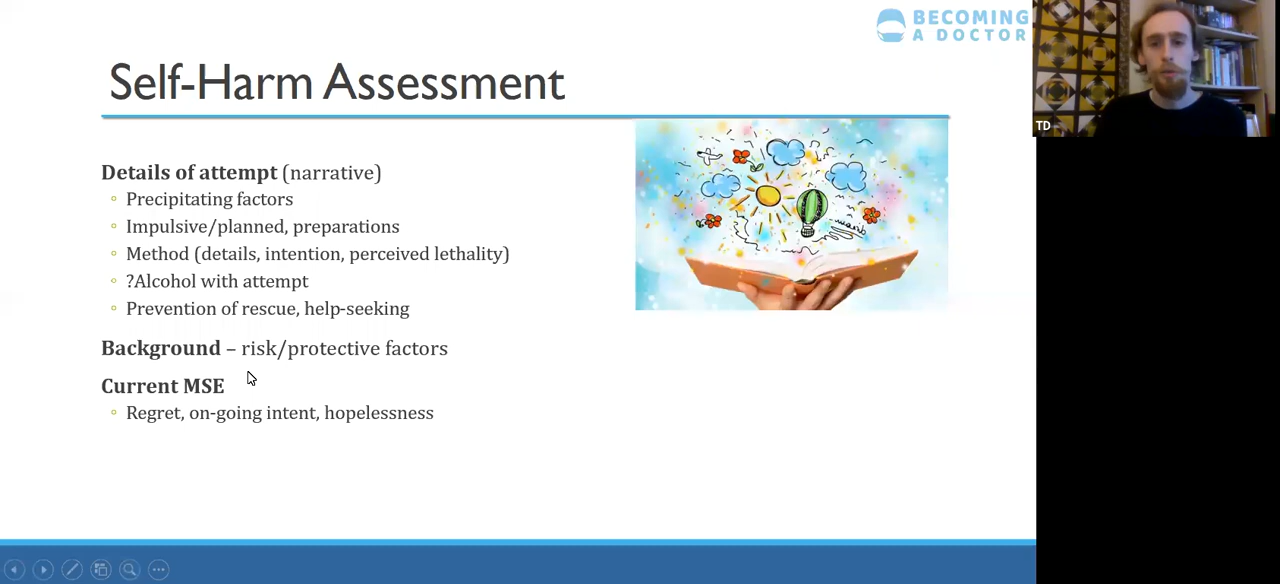 BECOMING
A DOCTOR
Self-Harm Assessment
TD
Details of attempt (narrative)
Precipitating factors
Impulsive/planned, preparations
Method (details, intention, perceived lethality)
?Alcohol with attempt
Prevention of rescue, help-seeking
Background – risk/protective factors
Current MSE
Regret, on-going intent, hopelessness